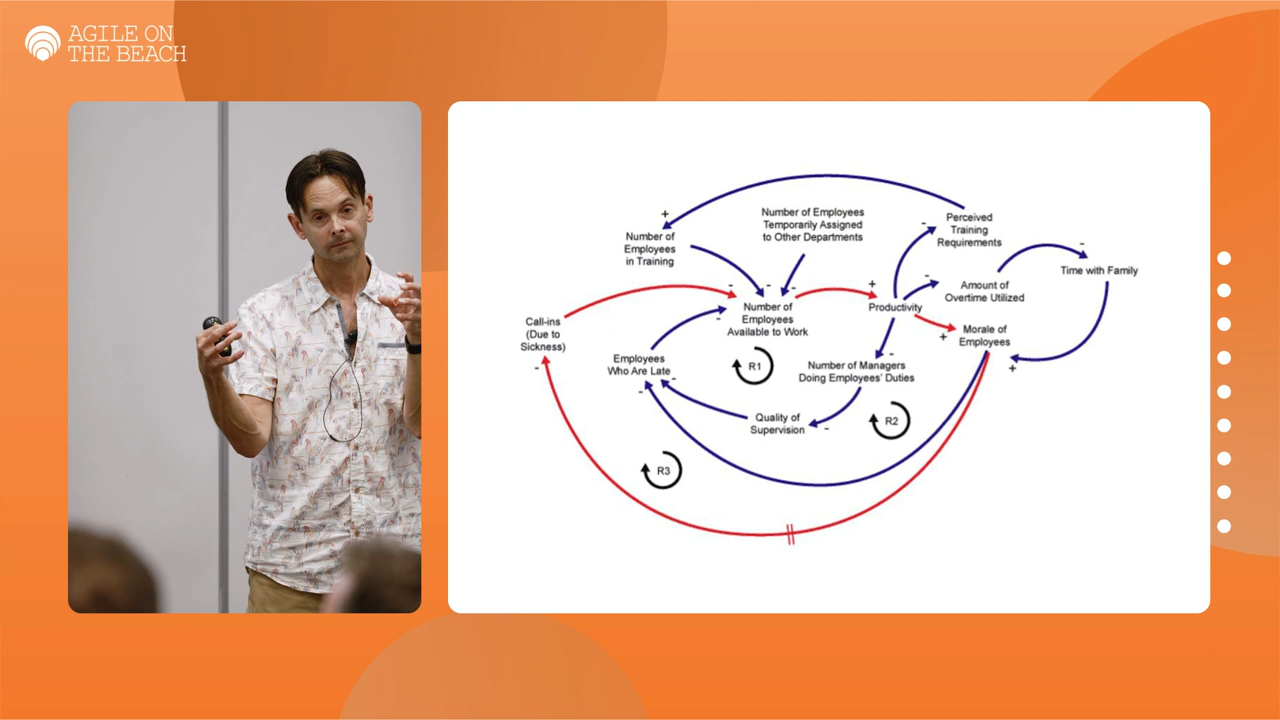 AGILE ON
THE BEACH
+
Number of
Employees
in Training
Number of Employees
Temporarily Assigned
to Other Departments
-
Perceived
Training
Requirements
-
Time with Family
-
Amount of
Overtime Utilized
-
-
-
+
Productivity
Number of
Employees
Available to Work
-
Call-ins
(Due to
Sickness)
-
+
Morale of
Employees
+
Employees
Who Are Late
-
-
R1
-
Number of Managers
Doing Employees' Duties
Quality of
Supervision
-
R2
R3